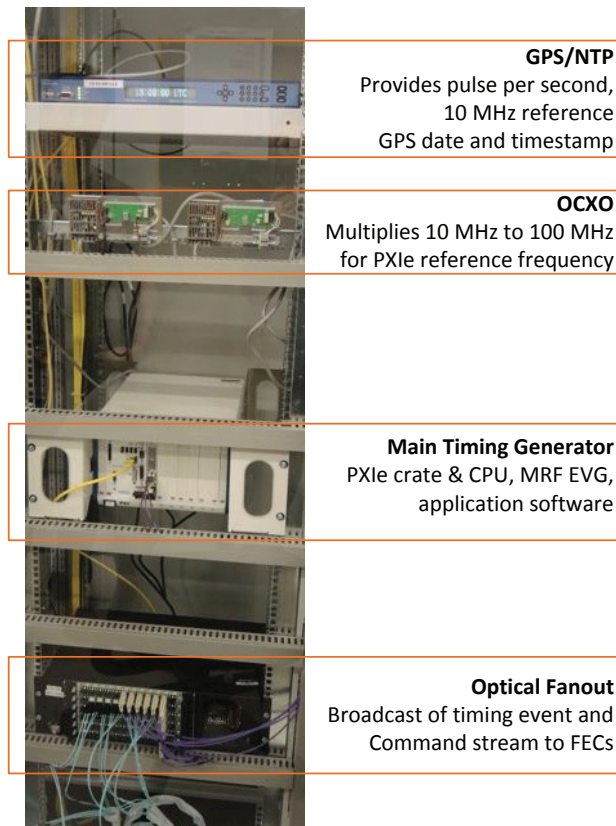 GPS/NTP
Provides pulse per second,
10 MHz reference
GPS date and timestamp
OCXO
Multiplies 10 MHz to 100 MHz
for PXIe reference frequency
Main Timing Generator
PXIe crate & CPU, MRF EVG,
application software
Optical Fanout
Broadcast of timing event and
Command stream to FECs